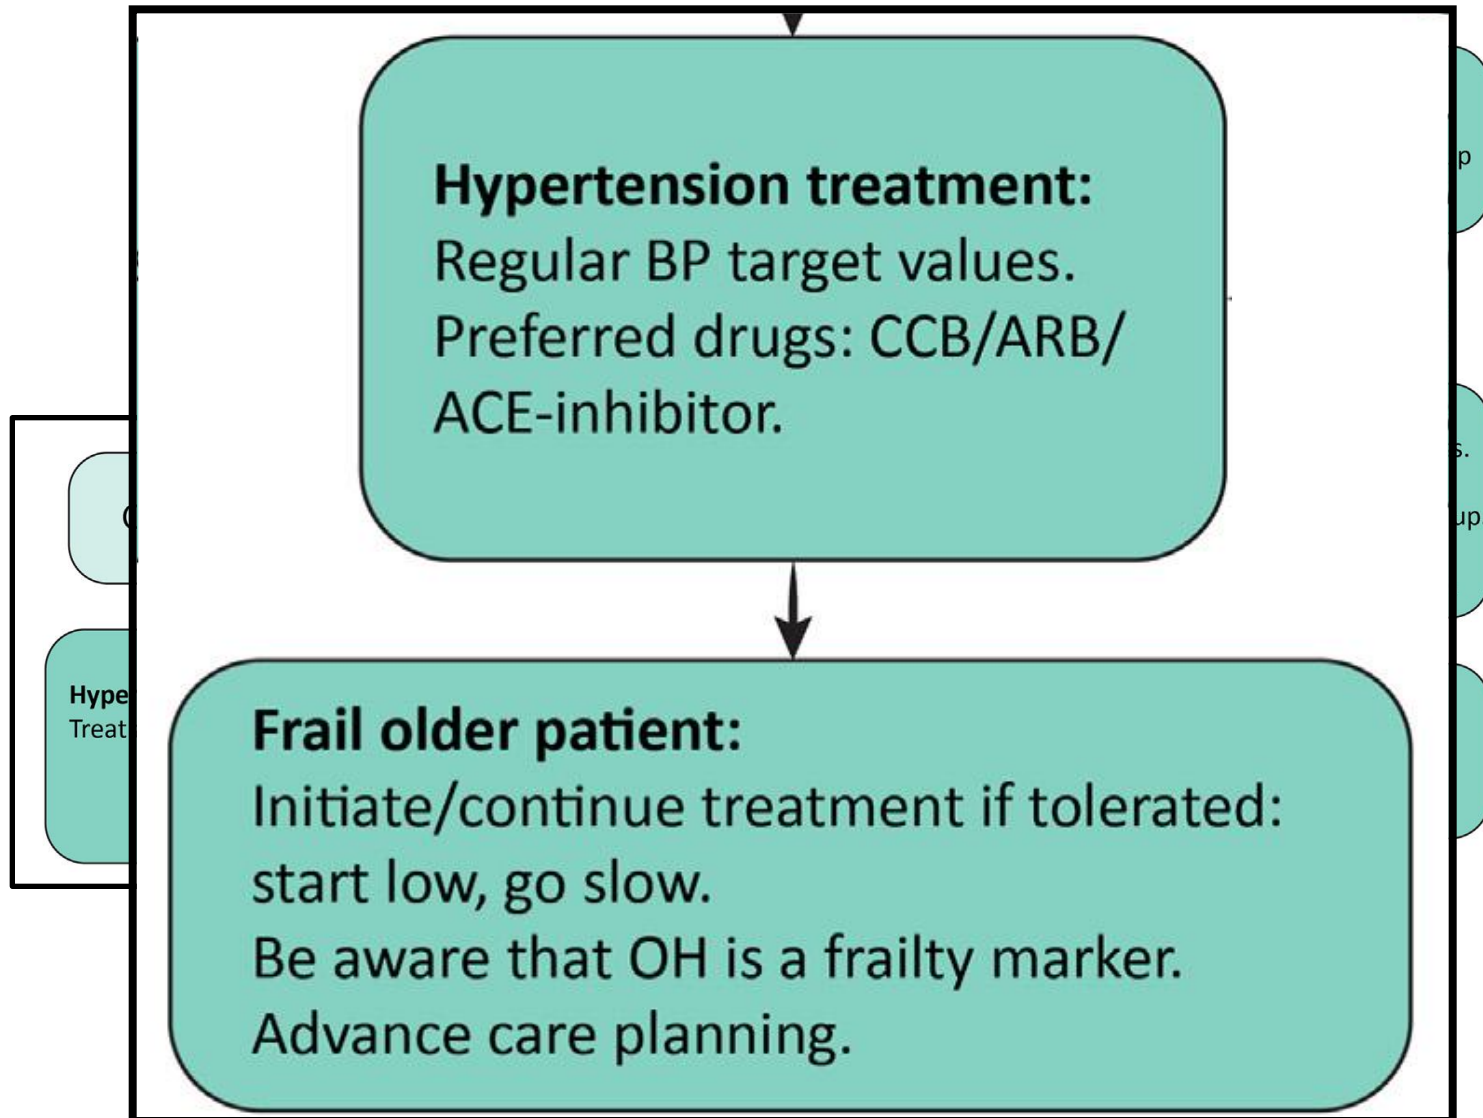 Hypertension treatment:
Regular BP target values.
Preferred drugs: CCB/ARB/
ACE-inhibitor.
Frail older patient:
Initiate/continue treatment if tolerated:
start low, go slow.
Be aware that OH is a frailty marker.
Advance care planning.
Hype
Treat
p
s.
up